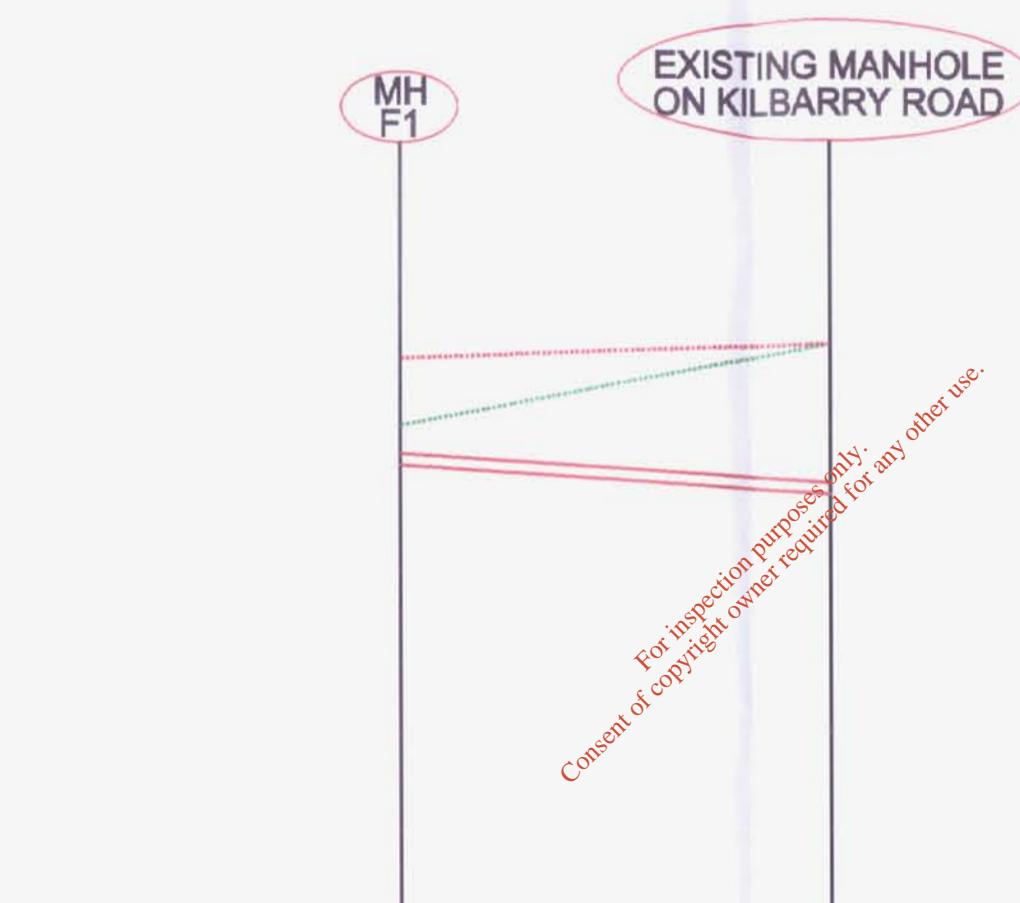 MH
F1
EXISTING MANHOLE
ON KILBARRY ROAD
For inspection purposes only.
Consent of copyright owner required for any other use.